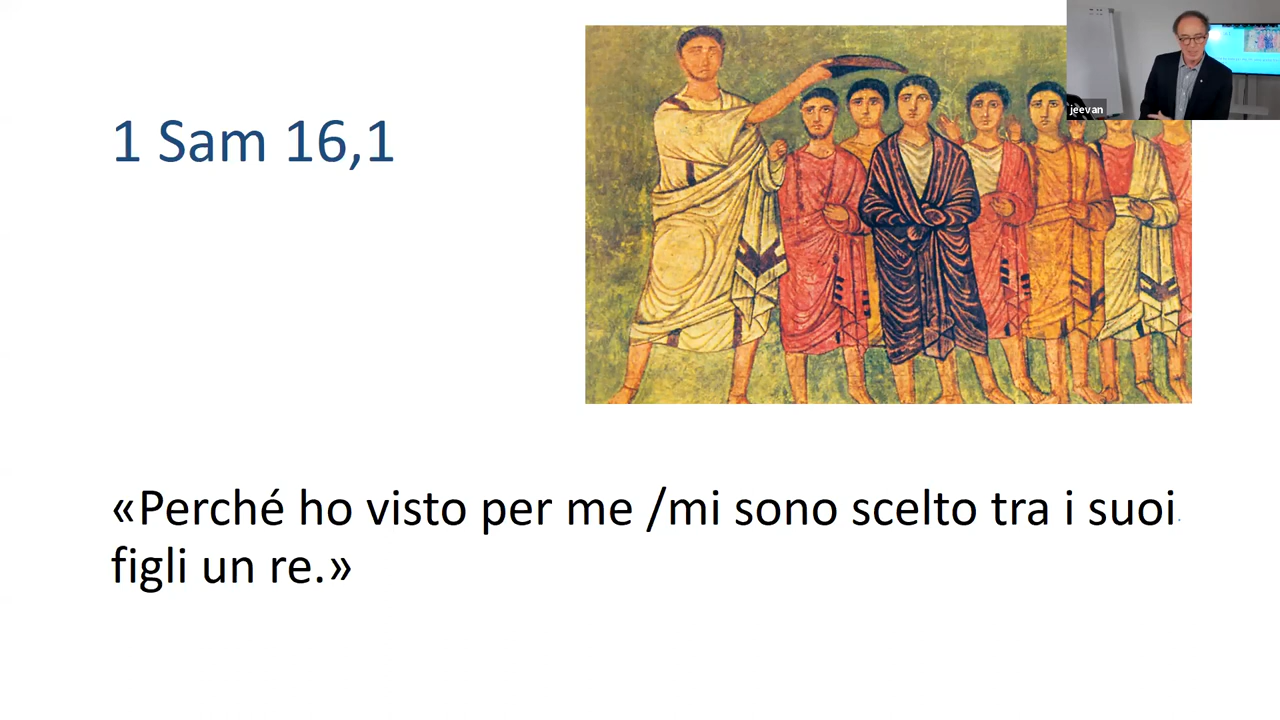 jeevan
1 Sam 16,1
«Perché ho visto per me /mi sono scelto tra i suoi
figli un re.»